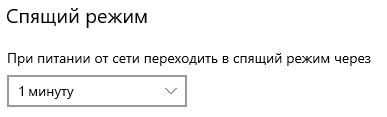 Спящий режим
При питании от сети переходить в спящий режим через
1 минуту